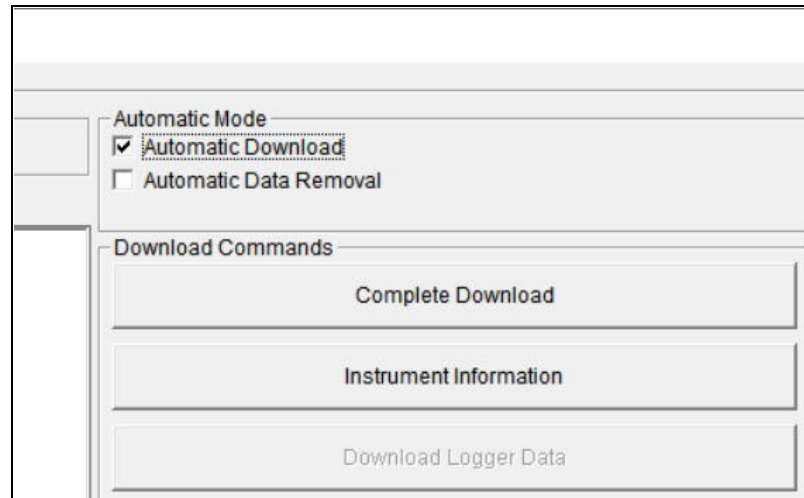 Automatic Mode
Automatic Download
Automatic Data Removal
Download Commands
Complete Download
Instrument Information
Download Logger Data